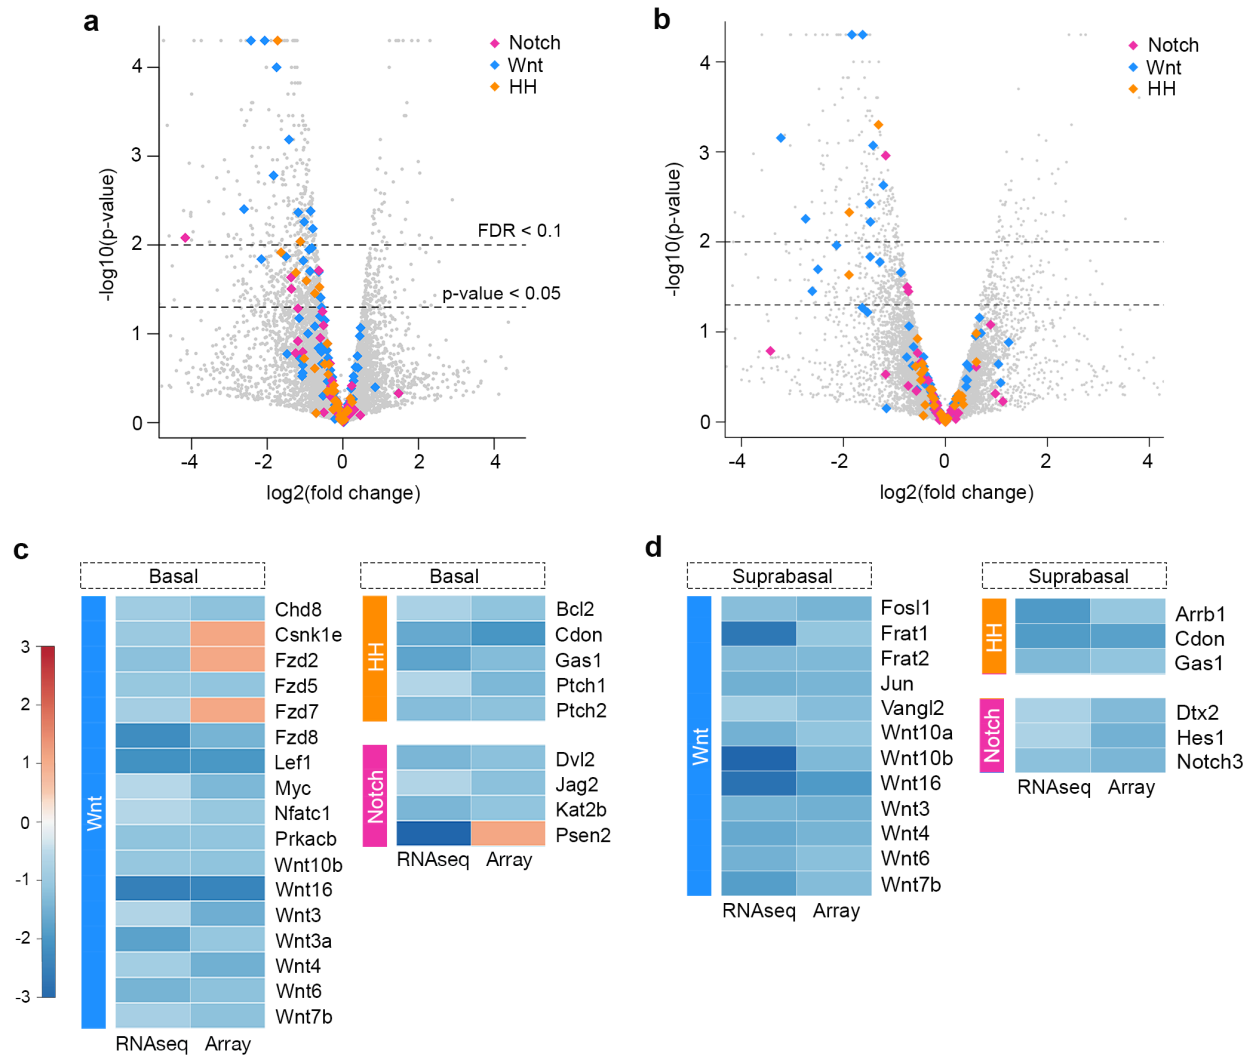 a
Notch
Wnt
HH
-log10(p-value)
4
3
2
1
0
FDR < 0.1
p-value < 0.05
-4
-2
0
2
4
log2(fold change)
b
Notch
Wnt
HH
-log10(p-value)
4
3
2
1
0
-4
-2
0
2
4
log2(fold change)
c
3
2
1
0
-1
-2
-3
Basal
Wnt
Chd8
Csnk1e
Fzd2
Fzd5
Fzd7
Fzd8
Lef1
Myc
Nfatc1
Prkacb
Wnt10b
Wnt16
Wnt3
Wnt3a
Wnt4
Wnt6
Wnt7b
RNAseq Array
Basal
HH
Bcl2
Cdon
Gas1
Ptch1
Ptch2
Notch
Dvl2
Jag2
Kat2b
Psen2
RNAseq Array
d
Suprabasal
Wnt
Fosl1
Frat1
Frat2
Jun
Vangl2
Wnt10a
Wnt10b
Wnt16
Wnt3
Wnt4
Wnt6
Wnt7b
RNAseq Array
Suprabasal
HH
Arrb1
Cdon
Gas1
Notch
Dtx2
Hes1
Notch3
RNAseq Array